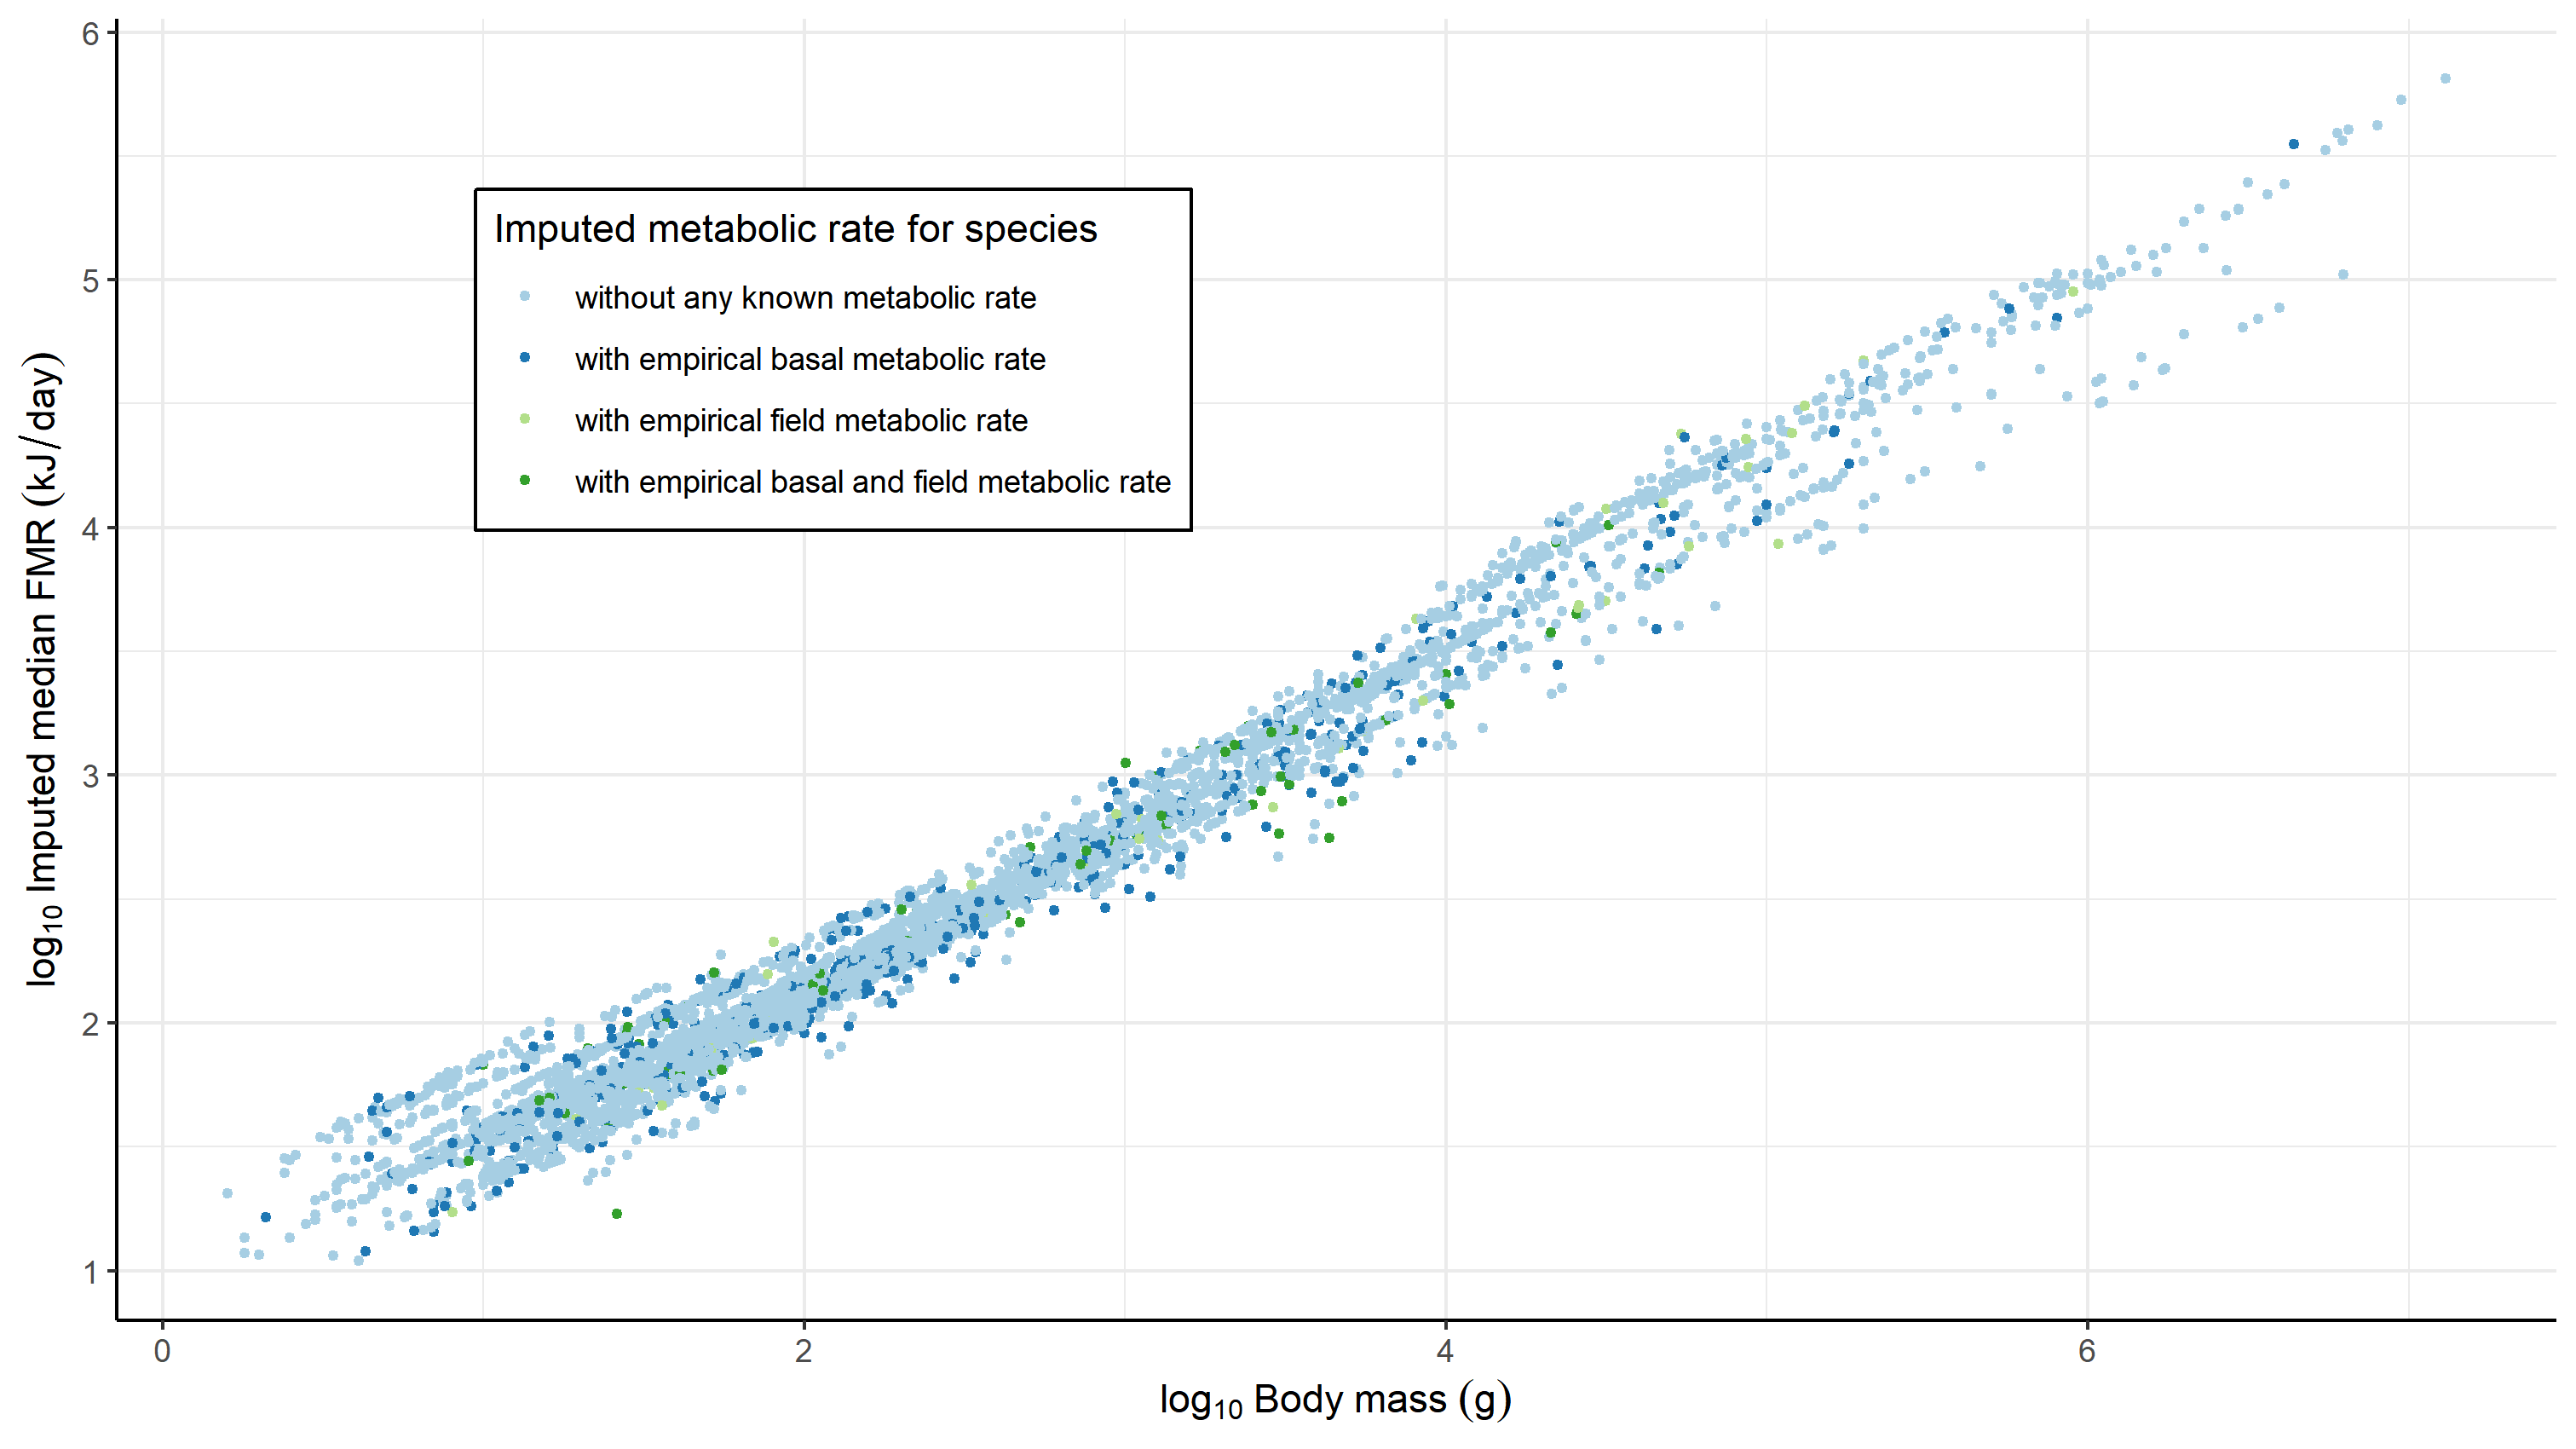 6
5
4
3
2
1
log10 Imputed median FMR (kJ/day)
Imputed metabolic rate for species
without any known metabolic rate
with empirical basal metabolic rate
with empirical field metabolic rate
with empirical basal and field metabolic rate
0 2 4 6
log10 Body mass (g)